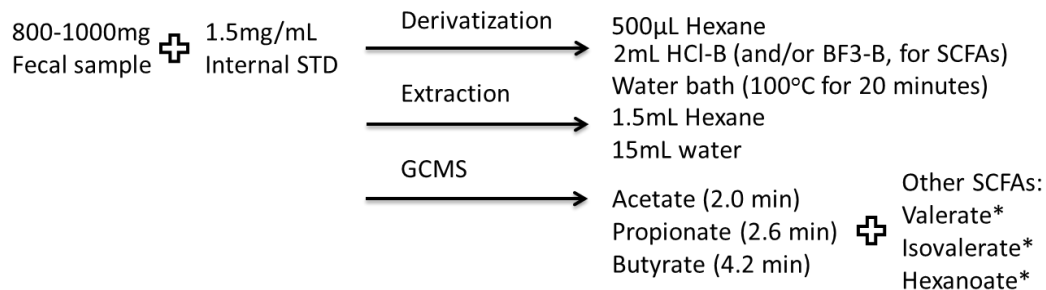 800-1000mg
Fecal sample
1.5mg/mL
Internal STD
Derivatization
500µL Hexane
2mL HCl-B (and/or BF3-B, for SCFAs)
Water bath (100°C for 20 minutes)
Extraction
1.5mL Hexane
15mL water
GCMS
Acetate (2.0 min)
Propionate (2.6 min)
Butyrate (4.2 min)
Other SCFAs:
Valerate*
Isovalerate*
Hexanoate*